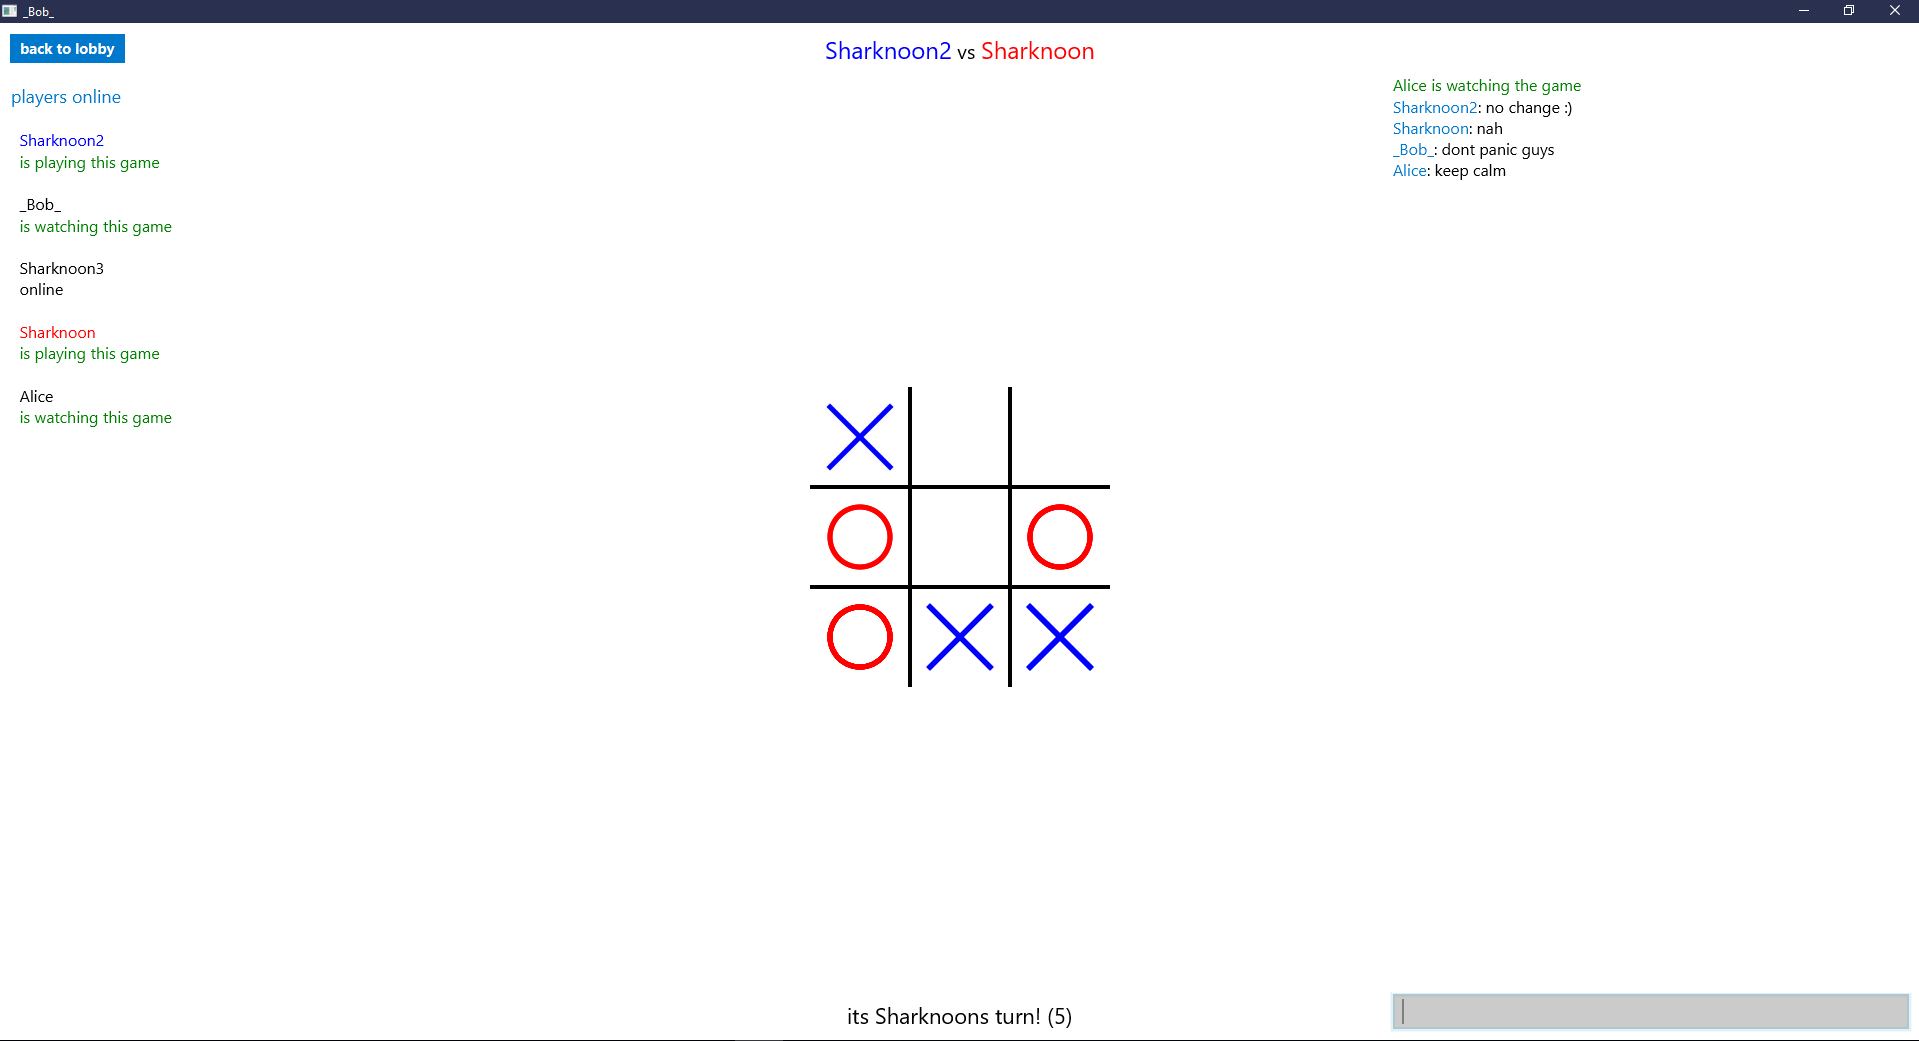 _Bob_
back to lobby
Sharknoon2 vs Sharknoon
players online
Sharknoon2
is playing this game
_Bob_
is watching this game
Sharknoon3
online
Sharknoon
is playing this game
Alice
is watching this game
Alice is watching the game
Sharknoon2: no change :)
Sharknoon: nah
_Bob_: dont panic guys
Alice: keep calm
its Sharknoons turn! (5)